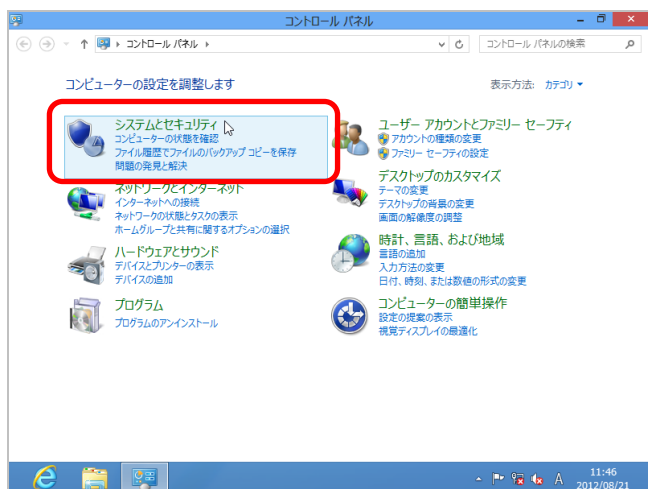 コントロール パネル
コントロール パネル
コントロール パネルの検索
コンピューターの設定を調整します
表示方法: カテゴリ
システムとセキュリティ
コンピューターの状態を確認
ファイル履歴でファイルのバックアップ コピーを保存
問題の発見と解決
ネットワークとインターネット
インターネットへの接続
ネットワークの状態とタスクの表示
ホームグループと共有に関するオプションの選択
ハードウェアとサウンド
デバイスとプリンターの表示
デバイスの追加
プログラム
プログラムのアンインストール
ユーザー アカウントとファミリー セーフティ
アカウントの種類の変更
ファミリー セーフティの設定
デスクトップのカスタマイズ
テーマの変更
デスクトップの背景の変更
画面の解像度の調整
時計、言語、および地域
言語の追加
入力方法の変更
日付、時刻、または数値の形式の変更
コンピューターの簡単操作
設定の提案の表示
視覚ディスプレイの最適化
A
11:46
2012/08/21